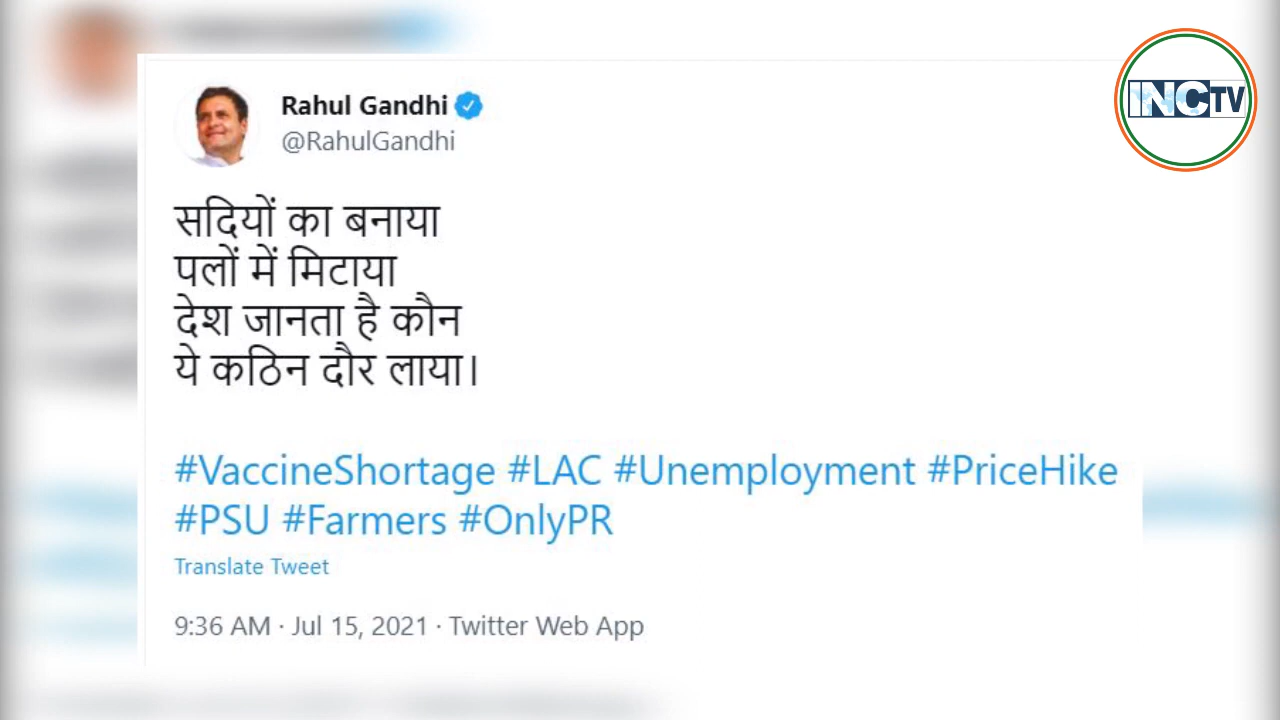 INCTV
Rahul Gandhi
@RahulGandhi
सदियों का बनाया
पलों में मिटाया
देश जानता है कौन
ये कठिन दौर लाया।
#VaccineShortage #LAC #Unemployment #PriceHike
#PSU #Farmers #OnlyPR
Translate Tweet
9:36 AM · Jul 15, 2021 · Twitter Web App